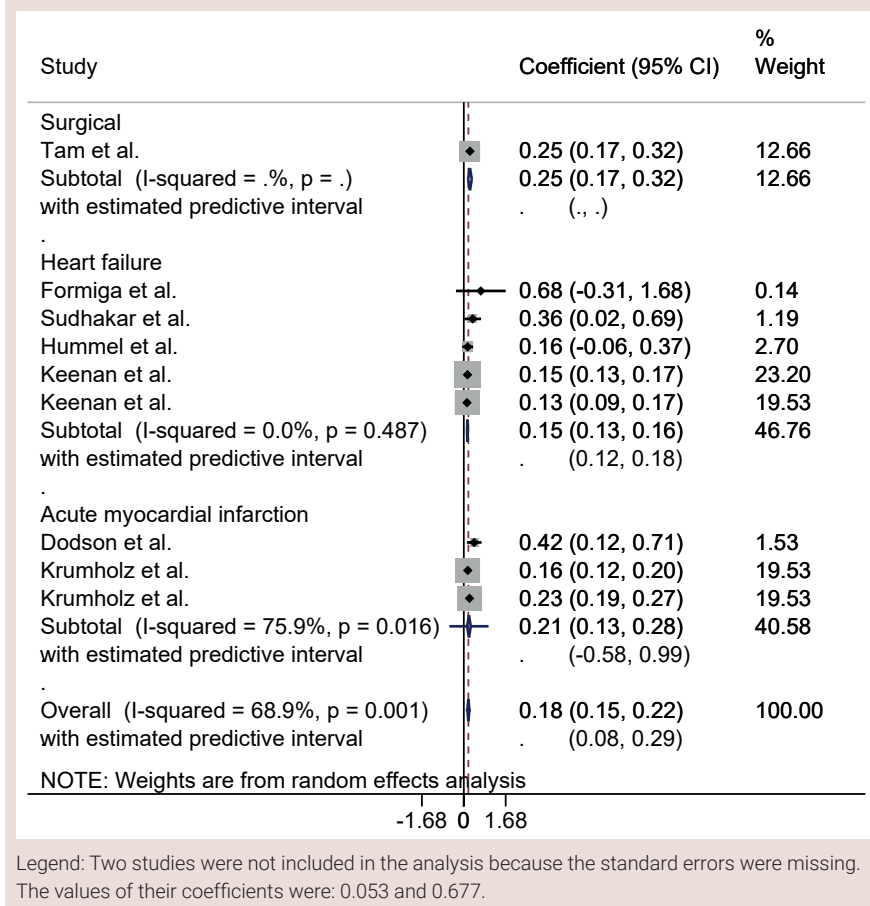 %
Study Coefficient (95% CI) Weight
Surgical
Tam et al. 0.25 (0.17, 0.32) 12.66
Subtotal (I-squared = .%, p = .) 0.25 (0.17, 0.32) 12.66
with estimated predictive interval . (., .)
.
Heart failure
Formiga et al. 0.68 (-0.31, 1.68) 0.14
Sudhakar et al. 0.36 (0.02, 0.69) 1.19
Hummel et al. 0.16 (-0.06, 0.37) 2.70
Keenan et al. 0.15 (0.13, 0.17) 23.20
Keenan et al. 0.13 (0.09, 0.17) 19.53
Subtotal (I-squared = 0.0%, p = 0.487) 0.15 (0.13, 0.16) 46.76
with estimated predictive interval . (0.12, 0.18)
.
Acute myocardial infarction
Dodson et al. 0.42 (0.12, 0.71) 1.53
Krumholz et al. 0.16 (0.12, 0.20) 19.53
Krumholz et al. 0.23 (0.19, 0.27) 19.53
Subtotal (I-squared = 75.9%, p = 0.016) 0.21 (0.13, 0.28) 40.58
with estimated predictive interval . (-0.58, 0.99)
.
Overall (I-squared = 68.9%, p = 0.001) 0.18 (0.15, 0.22) 100.00
with estimated predictive interval . (0.08, 0.29)
NOTE: Weights are from random effects analysis
-1.68 0 1.68
Legend: Two studies were not included in the analysis because the standard errors were missing.
The values of their coefficients were: 0.053 and 0.677.